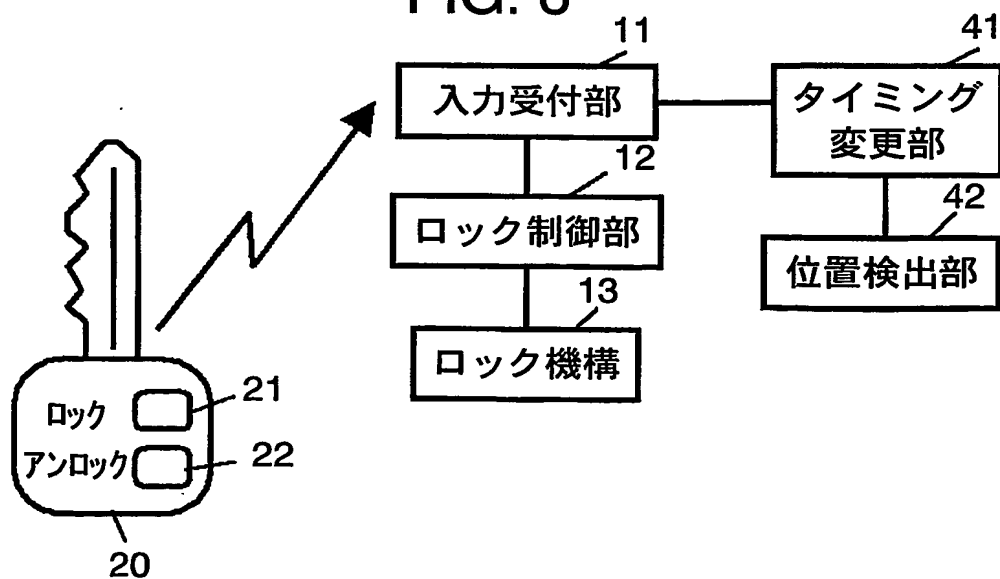 11
41
入力受付部
タイミング
変更部
12
ロック制御部
42
位置検出部
13
ロック機構
ロック
21
アンロック
22
20